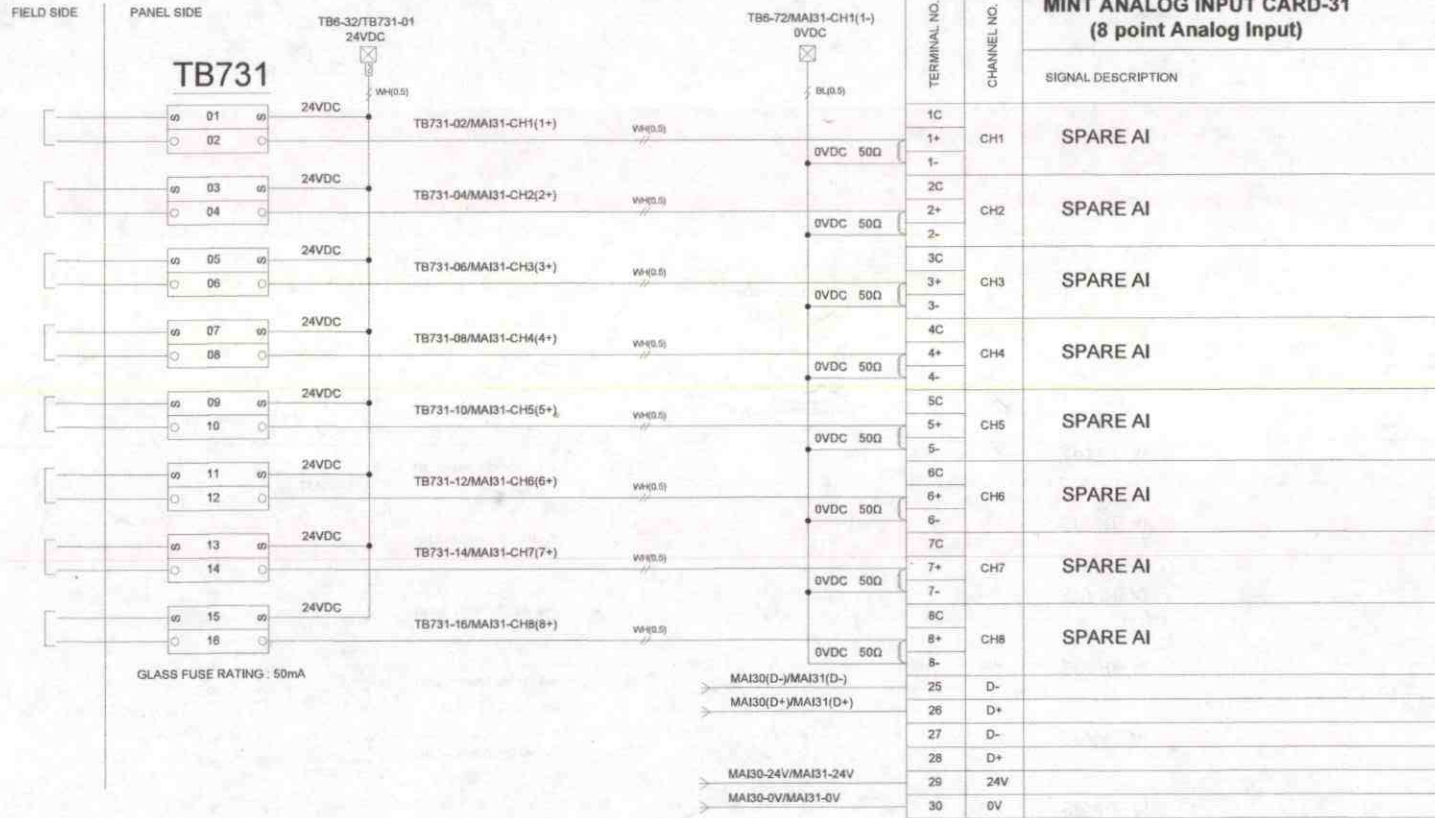 FIELD SIDE
PANEL SIDE
TB6-32/TB731-01
24VDC
TB6-72/MAI31-CH1(1-)
0VDC
TERMINAL NO.
CHANNEL NO.
MINT ANALOG INPUT CARD-31
(8 point Analog Input)
SIGNAL DESCRIPTION
TB731
WH(0.5)
BL(0.5)
S 01 S 24VDC
O 02 O
TB731-02/MAI31-CH1(1+) WH(0.5)
0VDC 50Ω
1C
1+ CH1 SPARE AI
1-
S 03 S 24VDC
O 04 O
TB731-04/MAI31-CH2(2+) WH(0.5)
0VDC 50Ω
2C
2+ CH2 SPARE AI
2-
S 05 S 24VDC
O 06 O
TB731-06/MAI31-CH3(3+) WH(0.5)
0VDC 50Ω
3C
3+ CH3 SPARE AI
3-
S 07 S 24VDC
O 08 O
TB731-08/MAI31-CH4(4+) WH(0.5)
0VDC 50Ω
4C
4+ CH4 SPARE AI
4-
S 09 S 24VDC
O 10 O
TB731-10/MAI31-CH5(5+) WH(0.5)
0VDC 50Ω
5C
5+ CH5 SPARE AI
5-
S 11 S 24VDC
O 12 O
TB731-12/MAI31-CH6(6+) WH(0.5)
0VDC 50Ω
6C
6+ CH6 SPARE AI
6-
S 13 S 24VDC
O 14 O
TB731-14/MAI31-CH7(7+) WH(0.5)
0VDC 50Ω
7C
7+ CH7 SPARE AI
7-
S 15 S 24VDC
O 16 O
TB731-16/MAI31-CH8(8+) WH(0.5)
0VDC 50Ω
8C
8+ CH8 SPARE AI
8-
GLASS FUSE RATING : 50mA
MAI30(D-)/MAI31(D-) 25 D-
MAI30(D+)/MAI31(D+) 26 D+
27 D-
28 D+
MAI30-24V/MAI31-24V 29 24V
MAI30-0V/MAI31-0V 30 0V